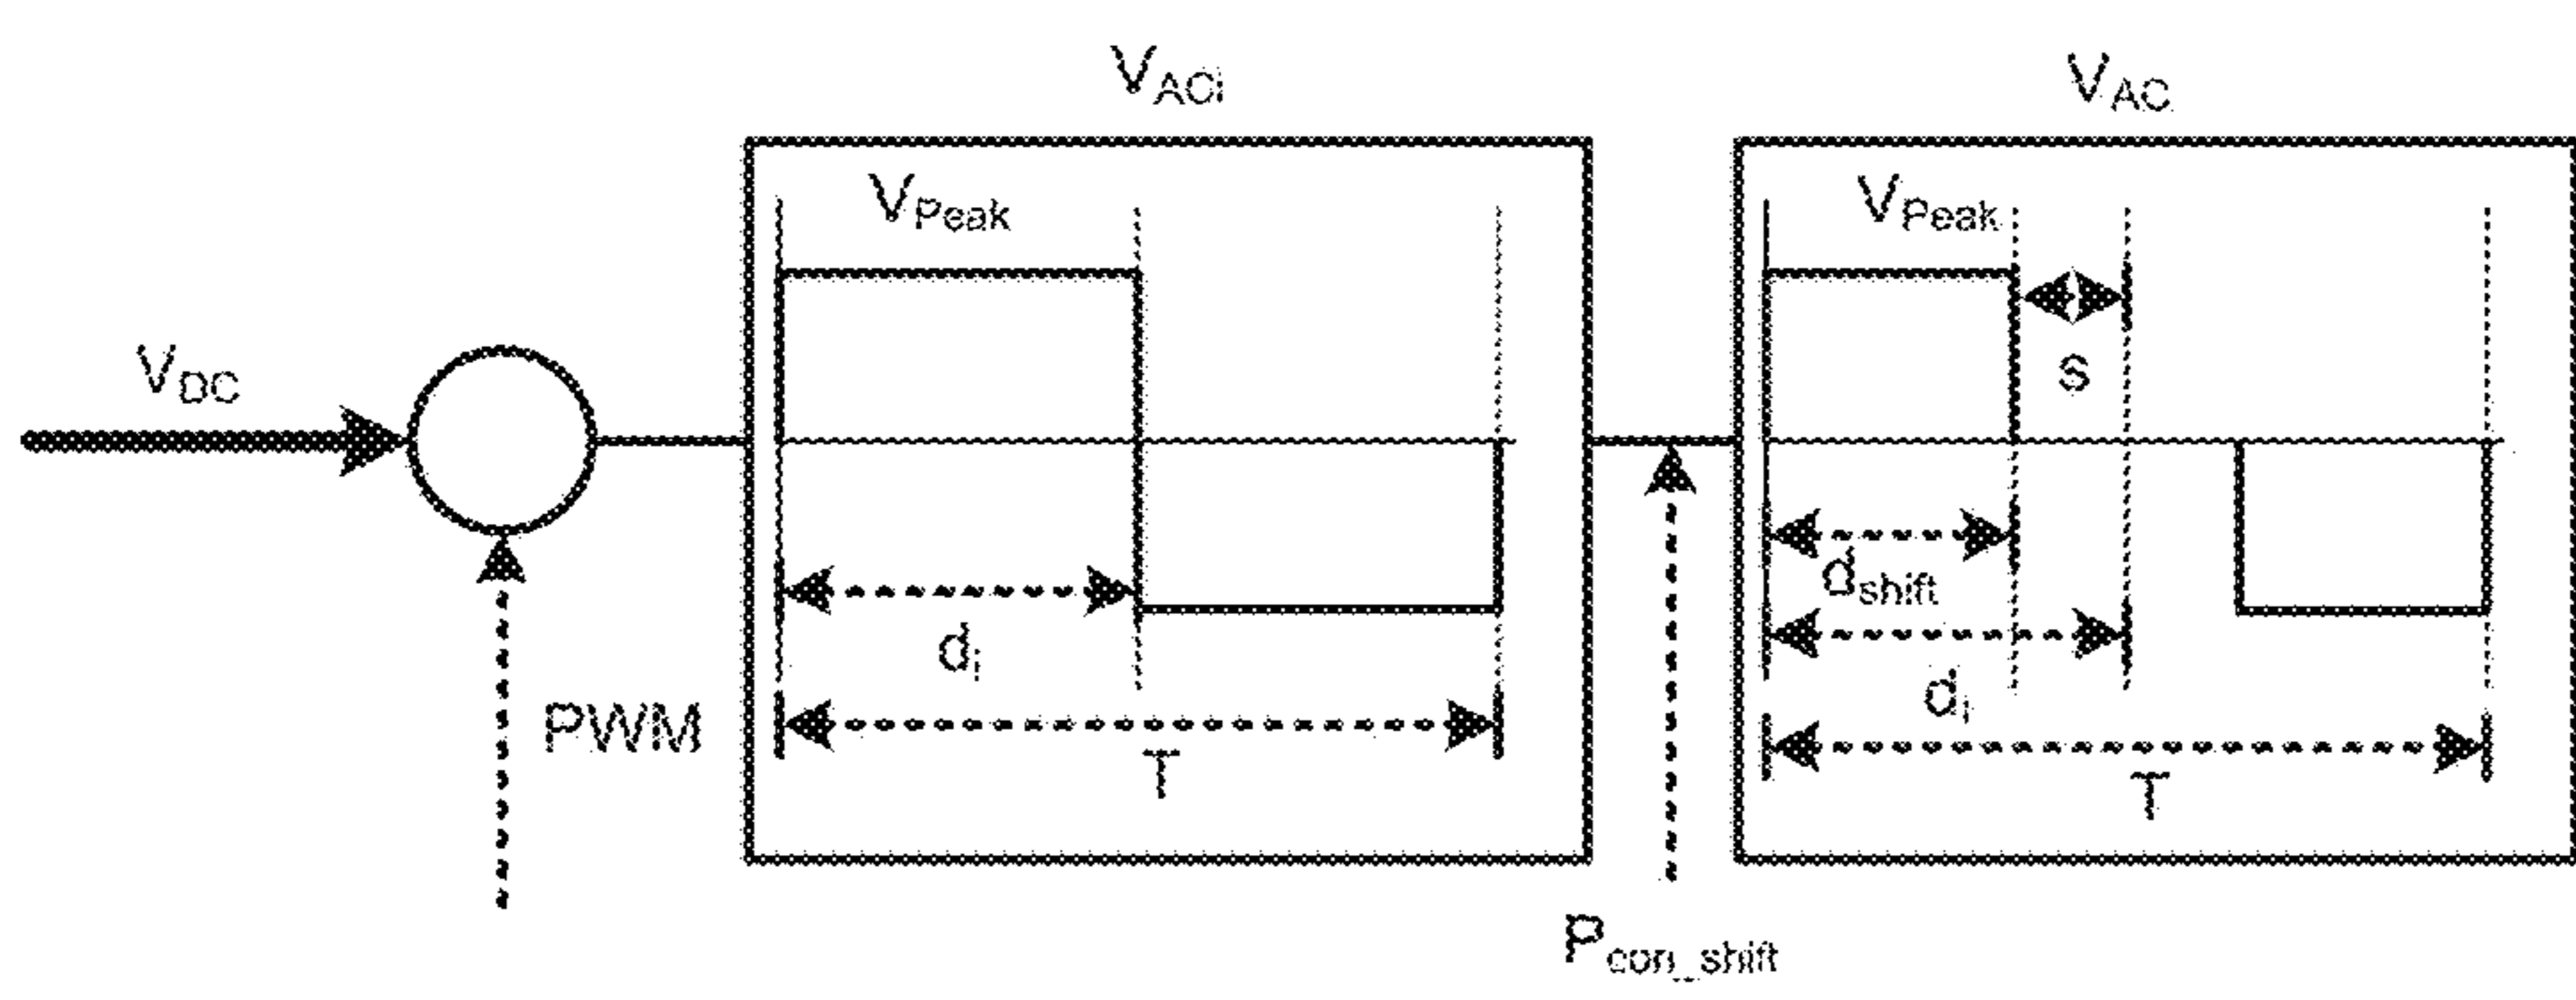 V_DC
PWM
V_ACi
V_Peak
d_i
T
P_con_shift
V_AC
V_Peak
s
d_shift
d_i
T